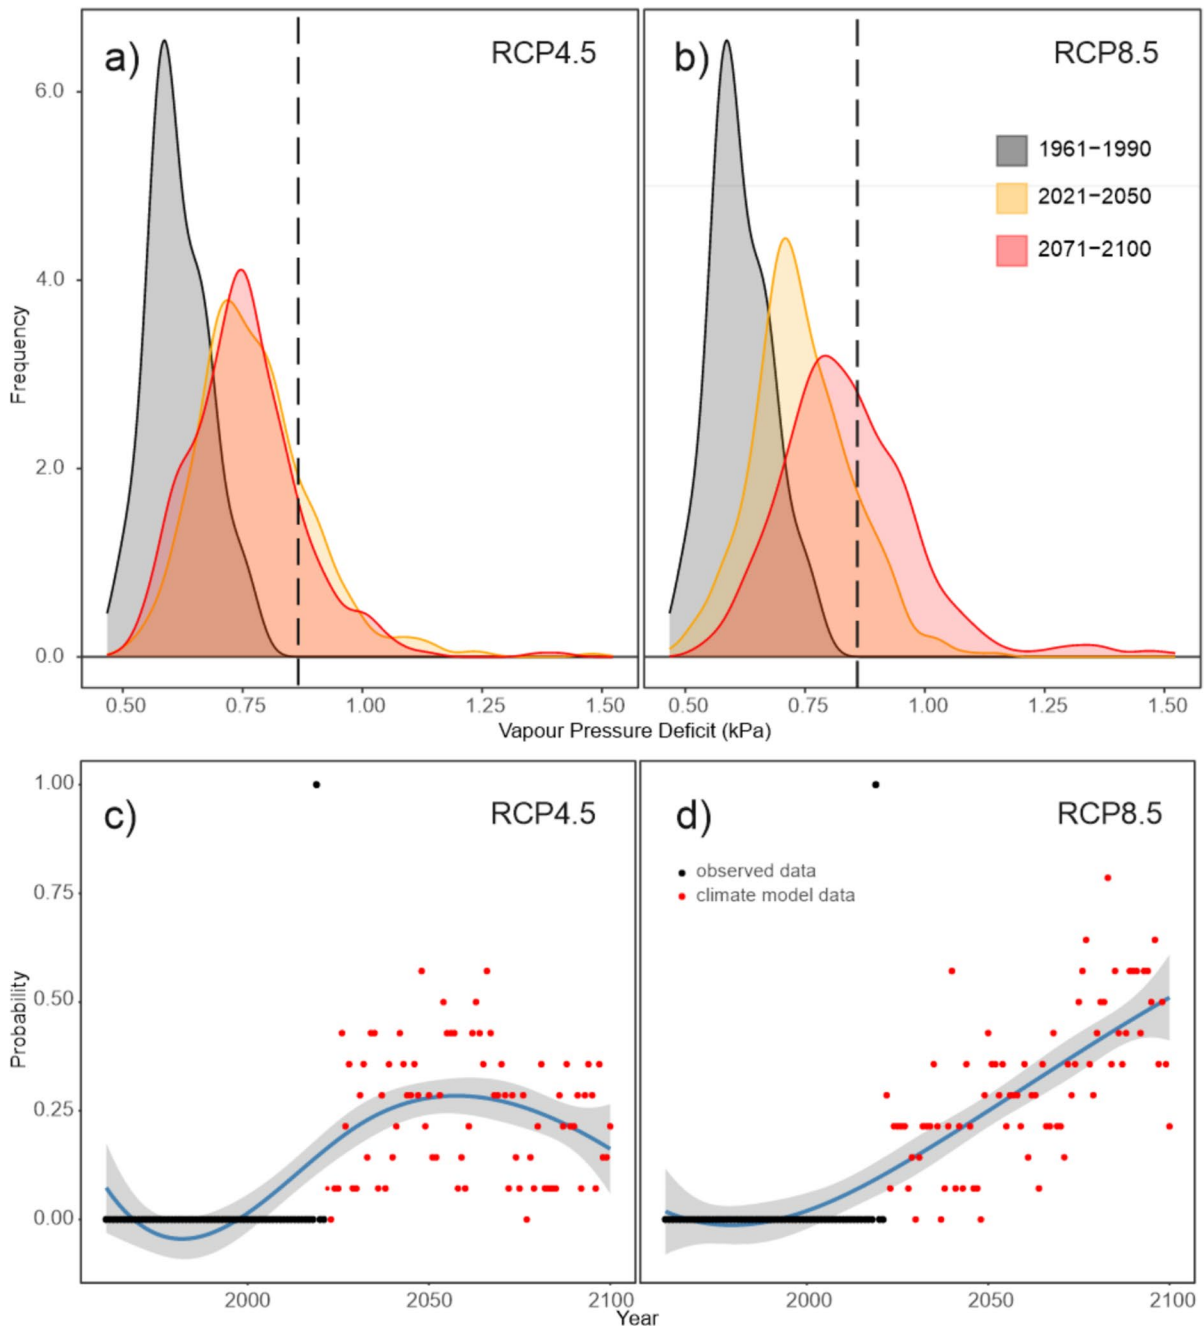 a)
RCP4.5
b)
RCP8.5
1961–1990
2021–2050
2071–2100
6.0
4.0
2.0
0.0
Frequency
0.50
0.75
1.00
1.25
1.50
0.50
0.75
1.00
1.25
1.50
Vapour Pressure Deficit (kPa)
c)
RCP4.5
d)
RCP8.5
observed data
climate model data
1.00
0.75
0.50
0.25
0.00
Probability
2000
2050
2100
2000
2050
2100
Year